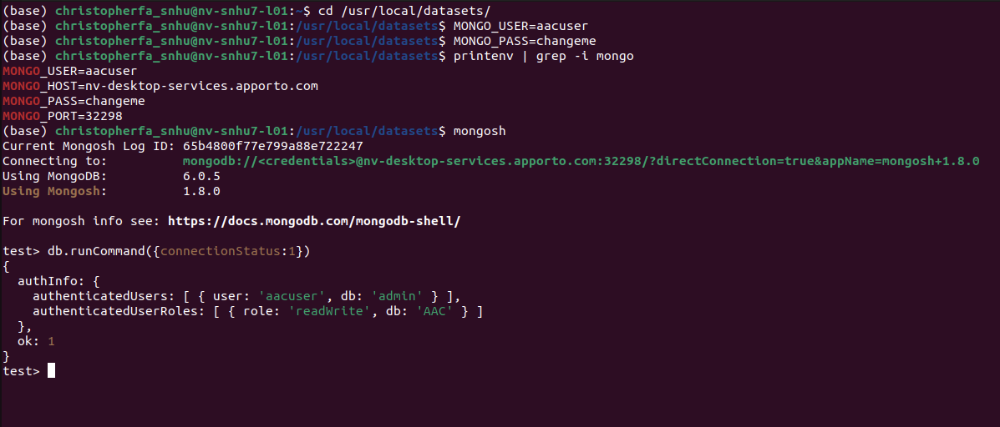 (base) christopherfa_snhu@nv-snhu7-l01:~$ cd /usr/local/datasets/
(base) christopherfa_snhu@nv-snhu7-l01:/usr/local/datasets$ MONGO_USER=aacuser
(base) christopherfa_snhu@nv-snhu7-l01:/usr/local/datasets$ MONGO_PASS=changeme
(base) christopherfa_snhu@nv-snhu7-l01:/usr/local/datasets$ printenv | grep -i mongo
MONGO_USER=aacuser
MONGO_HOST=nv-desktop-services.apporto.com
MONGO_PASS=changeme
MONGO_PORT=32298
(base) christopherfa_snhu@nv-snhu7-l01:/usr/local/datasets$ mongosh
Current Mongosh Log ID: 65b4800f77e799a88e722247
Connecting to:          mongodb://<credentials>@nv-desktop-services.apporto.com:32298/?directConnection=true&appName=mongosh+1.8.0
Using MongoDB:          6.0.5
Using Mongosh:          1.8.0

For mongosh info see: https://docs.mongodb.com/mongodb-shell/

test> db.runCommand({connectionStatus:1})
{
  authInfo: {
    authenticatedUsers: [ { user: 'aacuser', db: 'admin' } ],
    authenticatedUserRoles: [ { role: 'readWrite', db: 'AAC' } ]
  },
  ok: 1
}
test>